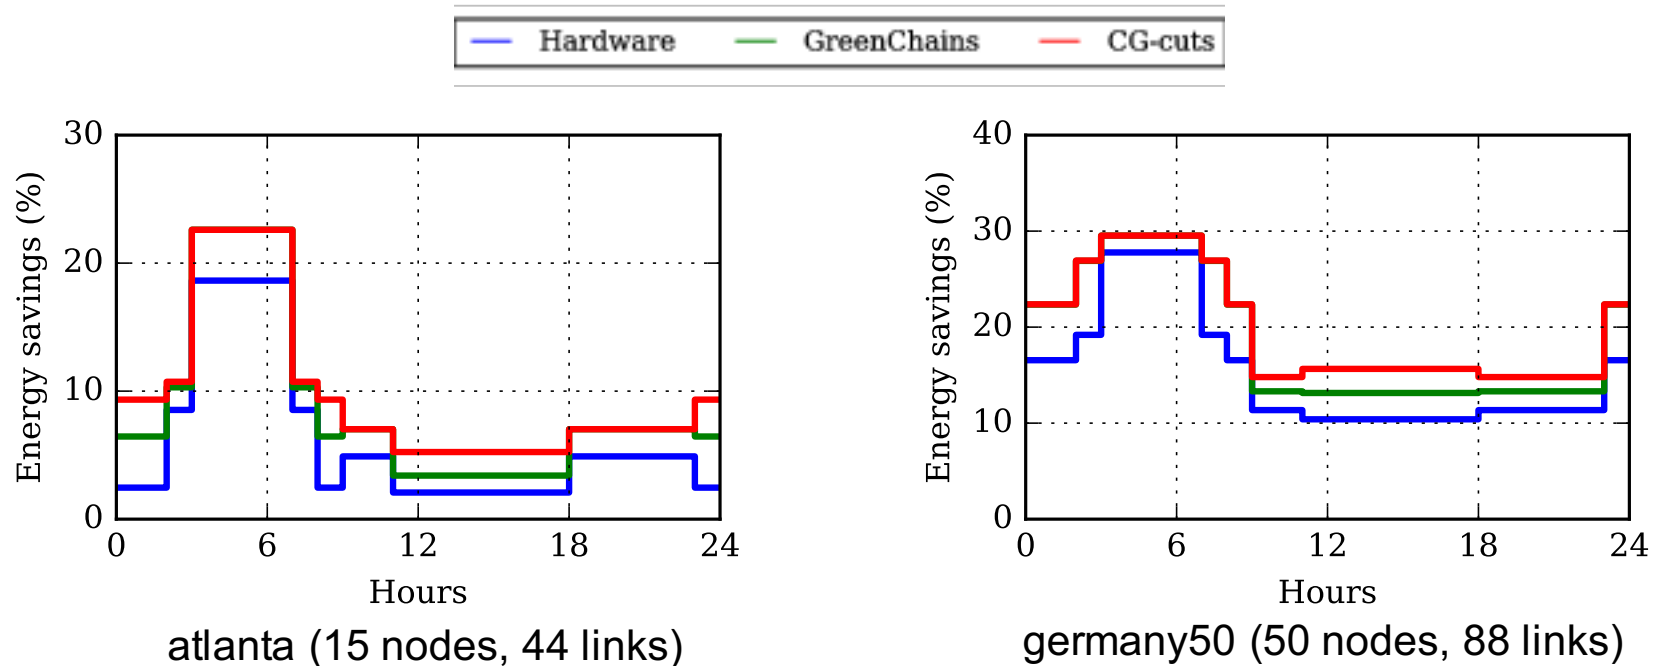 Hardware GreenChains CG-cuts
30
20
10
0
0 6 12 18 24
Energy savings (%)
Hours
atlanta (15 nodes, 44 links)
40
30
20
10
0
0 6 12 18 24
Energy savings (%)
Hours
germany50 (50 nodes, 88 links)